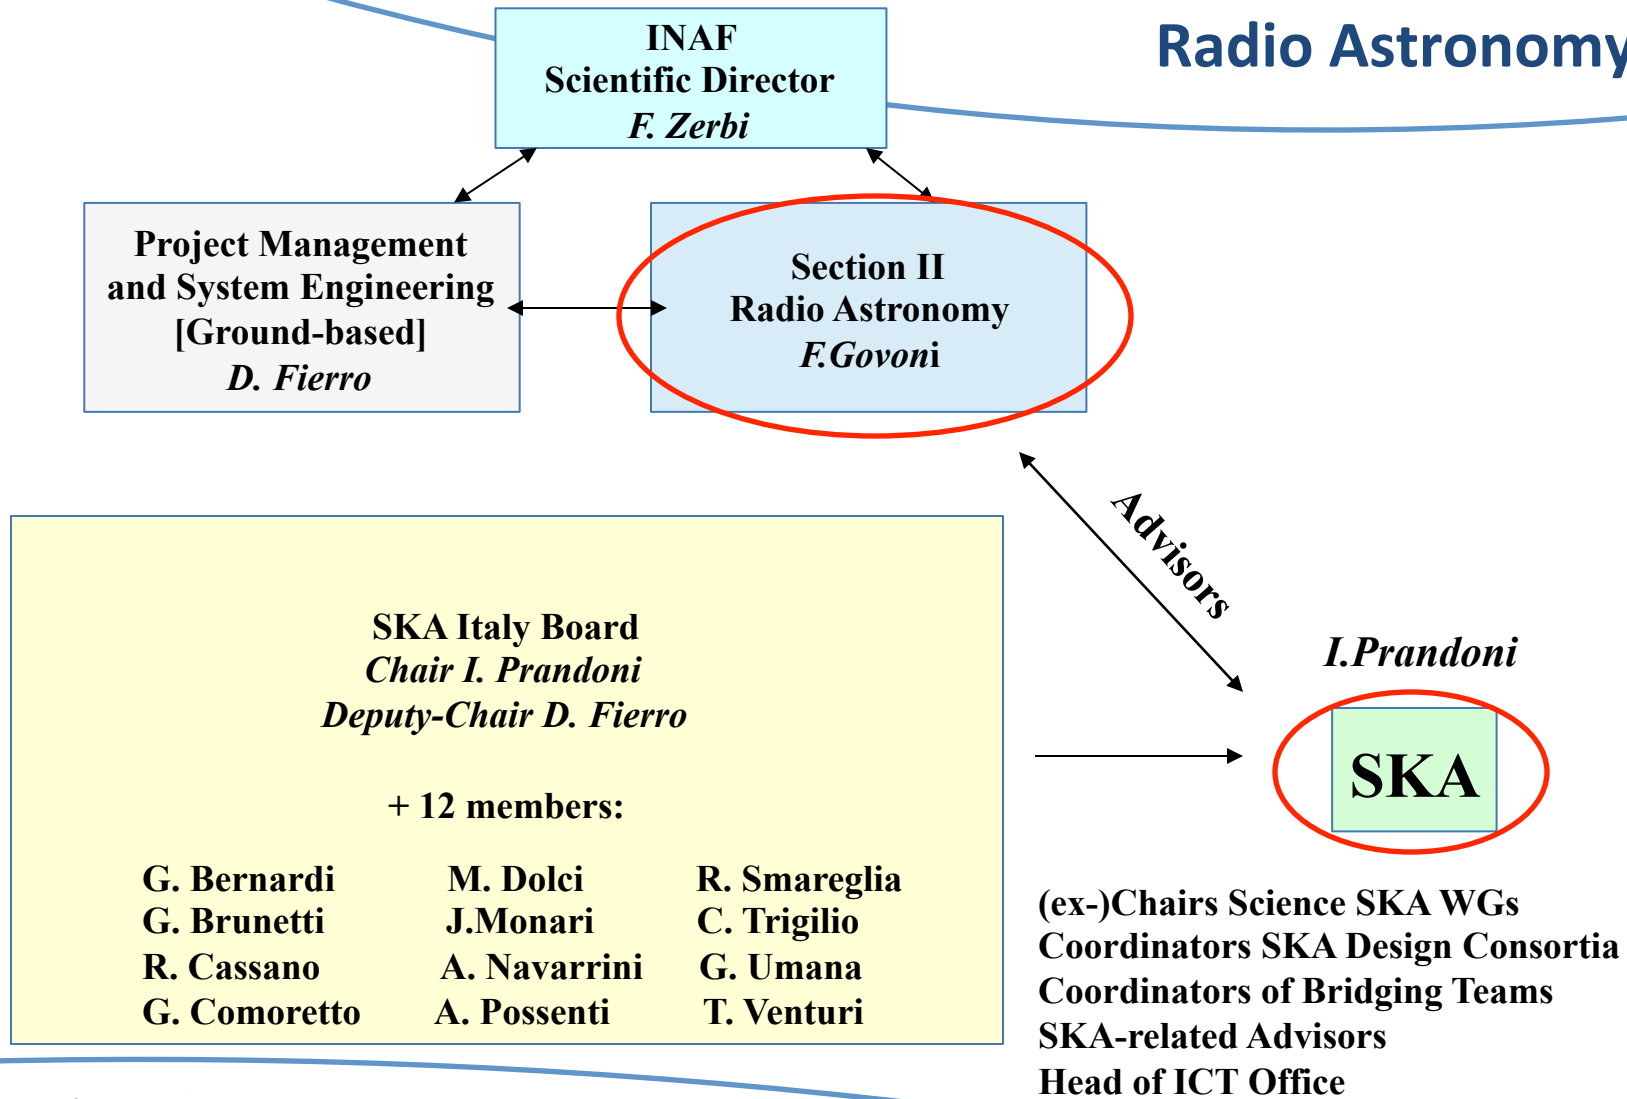 Radio Astronomy
INAF
Scientific Director
F. Zerbi
Project Management
and System Engineering
[Ground-based]
D. Fierro
Section II
Radio Astronomy
F.Govoni
Advisors
I.Prandoni
SKA
SKA Italy Board
Chair I. Prandoni
Deputy-Chair D. Fierro
+ 12 members:
G. Bernardi M. Dolci R. Smareglia
G. Brunetti J.Monari C. Trigilio
R. Cassano A. Navarrini G. Umana
G. Comoretto A. Possenti T. Venturi
(ex-)Chairs Science SKA WGs
Coordinators SKA Design Consortia
Coordinators of Bridging Teams
SKA-related Advisors
Head of ICT Office